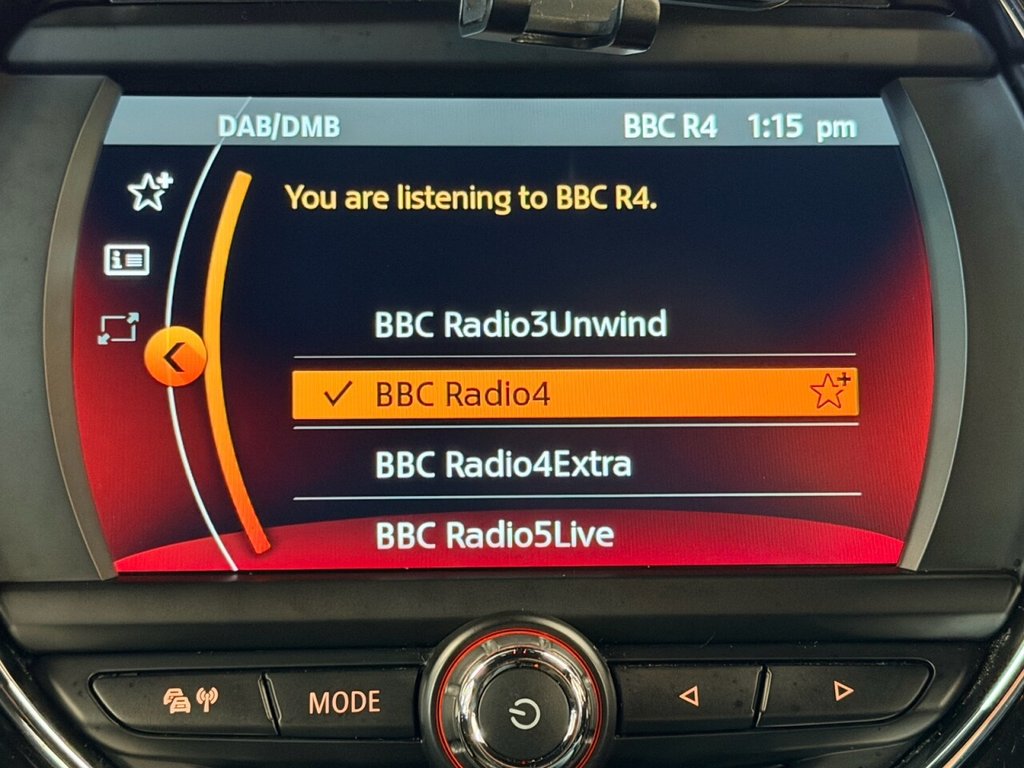 DAB/DMB BBC R4 1:15 pm
You are listening to BBC R4.
BBC Radio3Unwind
BBC Radio4
BBC Radio4Extra
BBC Radio5Live
MODE